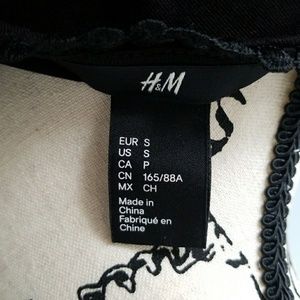 H&M
EUR S
US S
CA P
CN 165/88A
MX CH
Made in
China
Fabriqué en
Chine